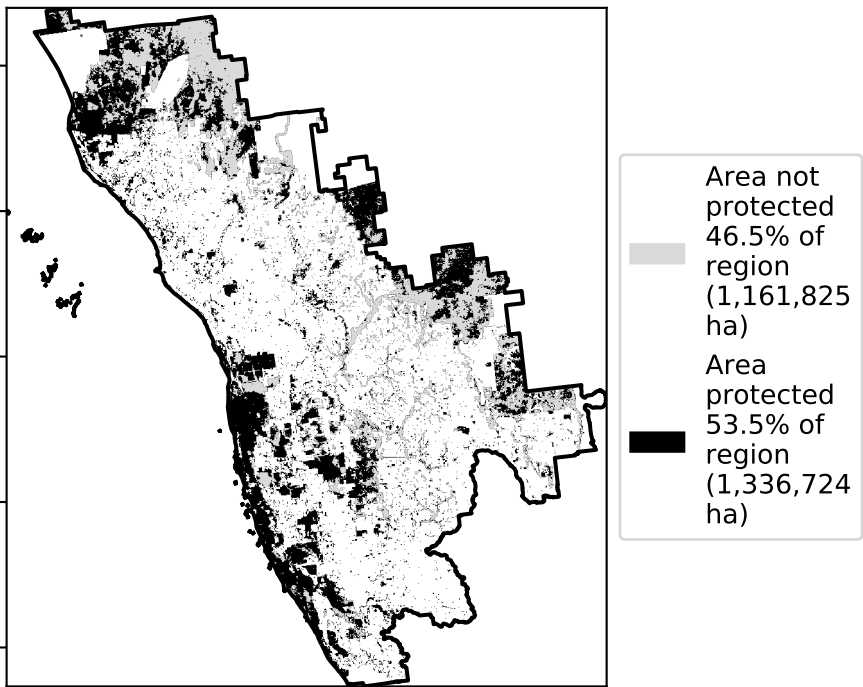 Area not
protected
46.5% of
region
(1,161,825
ha)
Area
protected
53.5% of
region
(1,336,724
ha)